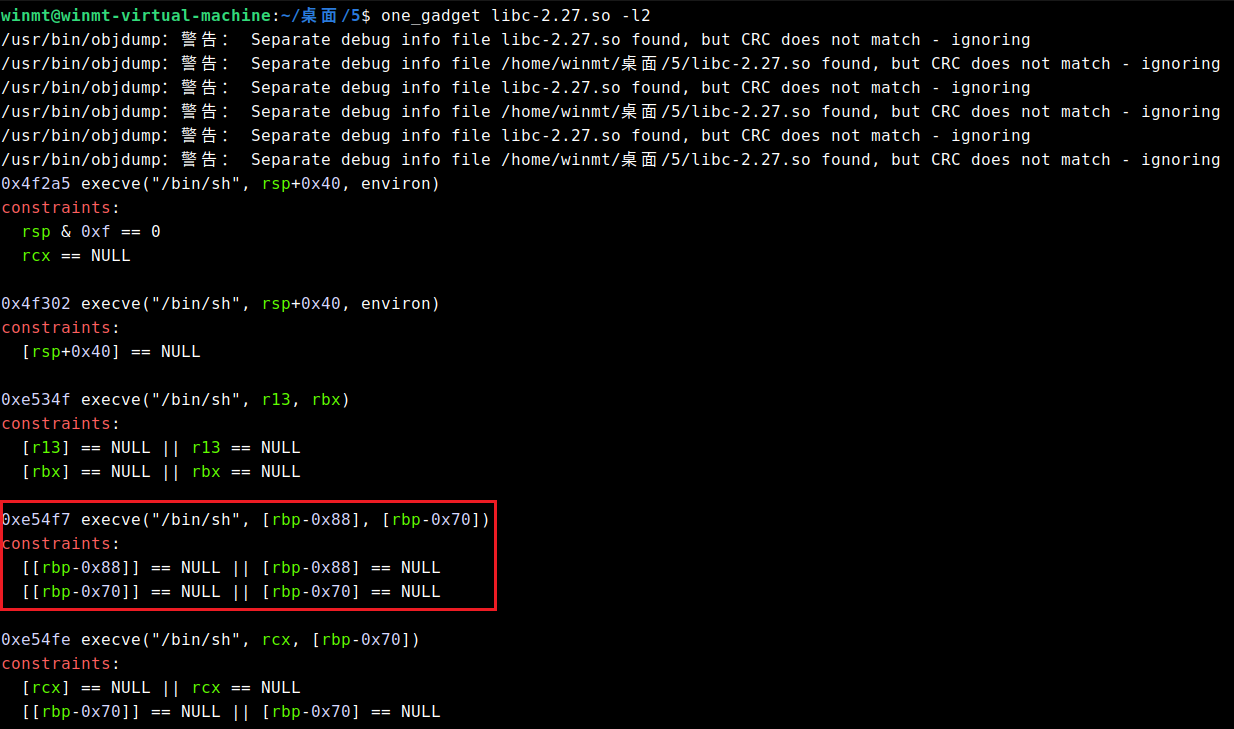 winmt@winmt-virtual-machine:~/桌面/5$ one_gadget libc-2.27.so -l2
/usr/bin/objdump: 警告： Separate debug info file libc-2.27.so found, but CRC does not match - ignoring
/usr/bin/objdump: 警告： Separate debug info file /home/winmt/桌面/5/libc-2.27.so found, but CRC does not match - ignoring
/usr/bin/objdump: 警告： Separate debug info file libc-2.27.so found, but CRC does not match - ignoring
/usr/bin/objdump: 警告： Separate debug info file /home/winmt/桌面/5/libc-2.27.so found, but CRC does not match - ignoring
/usr/bin/objdump: 警告： Separate debug info file libc-2.27.so found, but CRC does not match - ignoring
/usr/bin/objdump: 警告： Separate debug info file /home/winmt/桌面/5/libc-2.27.so found, but CRC does not match - ignoring
0x4f2a5 execve("/bin/sh", rsp+0x40, environ)
constraints:
  rsp & 0xf == 0
  rcx == NULL

0x4f302 execve("/bin/sh", rsp+0x40, environ)
constraints:
  [rsp+0x40] == NULL

0xe534f execve("/bin/sh", r13, rbx)
constraints:
  [r13] == NULL || r13 == NULL
  [rbx] == NULL || rbx == NULL

0xe54f7 execve("/bin/sh", [rbp-0x88], [rbp-0x70])
constraints:
  [[rbp-0x88]] == NULL || [rbp-0x88] == NULL
  [[rbp-0x70]] == NULL || [rbp-0x70] == NULL

0xe54fe execve("/bin/sh", rcx, [rbp-0x70])
constraints:
  [rcx] == NULL || rcx == NULL
  [[rbp-0x70]] == NULL || [rbp-0x70] == NULL